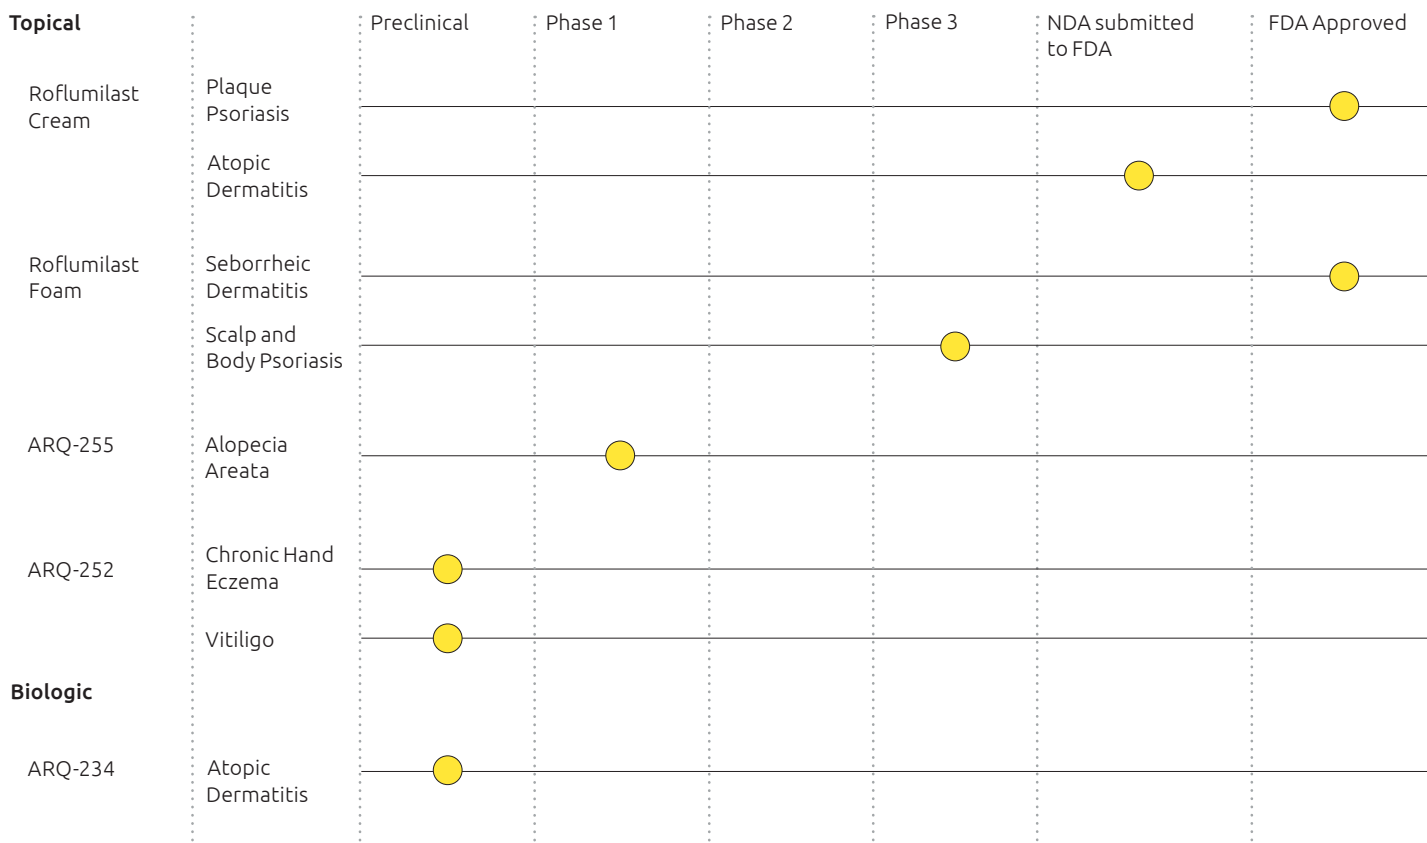 Topical
Preclinical
Phase 1
Phase 2
Phase 3
NDA submitted
to FDA
FDA Approved
Roflumilast
Cream
Plaque
Psoriasis
Atopic
Dermatitis
Roflumilast
Foam
Seborrheic
Dermatitis
Scalp and
Body Psoriasis
ARQ-255
Alopecia
Areata
ARQ-252
Chronic Hand
Eczema
Vitiligo
Biologic
ARQ-234
Atopic
Dermatitis